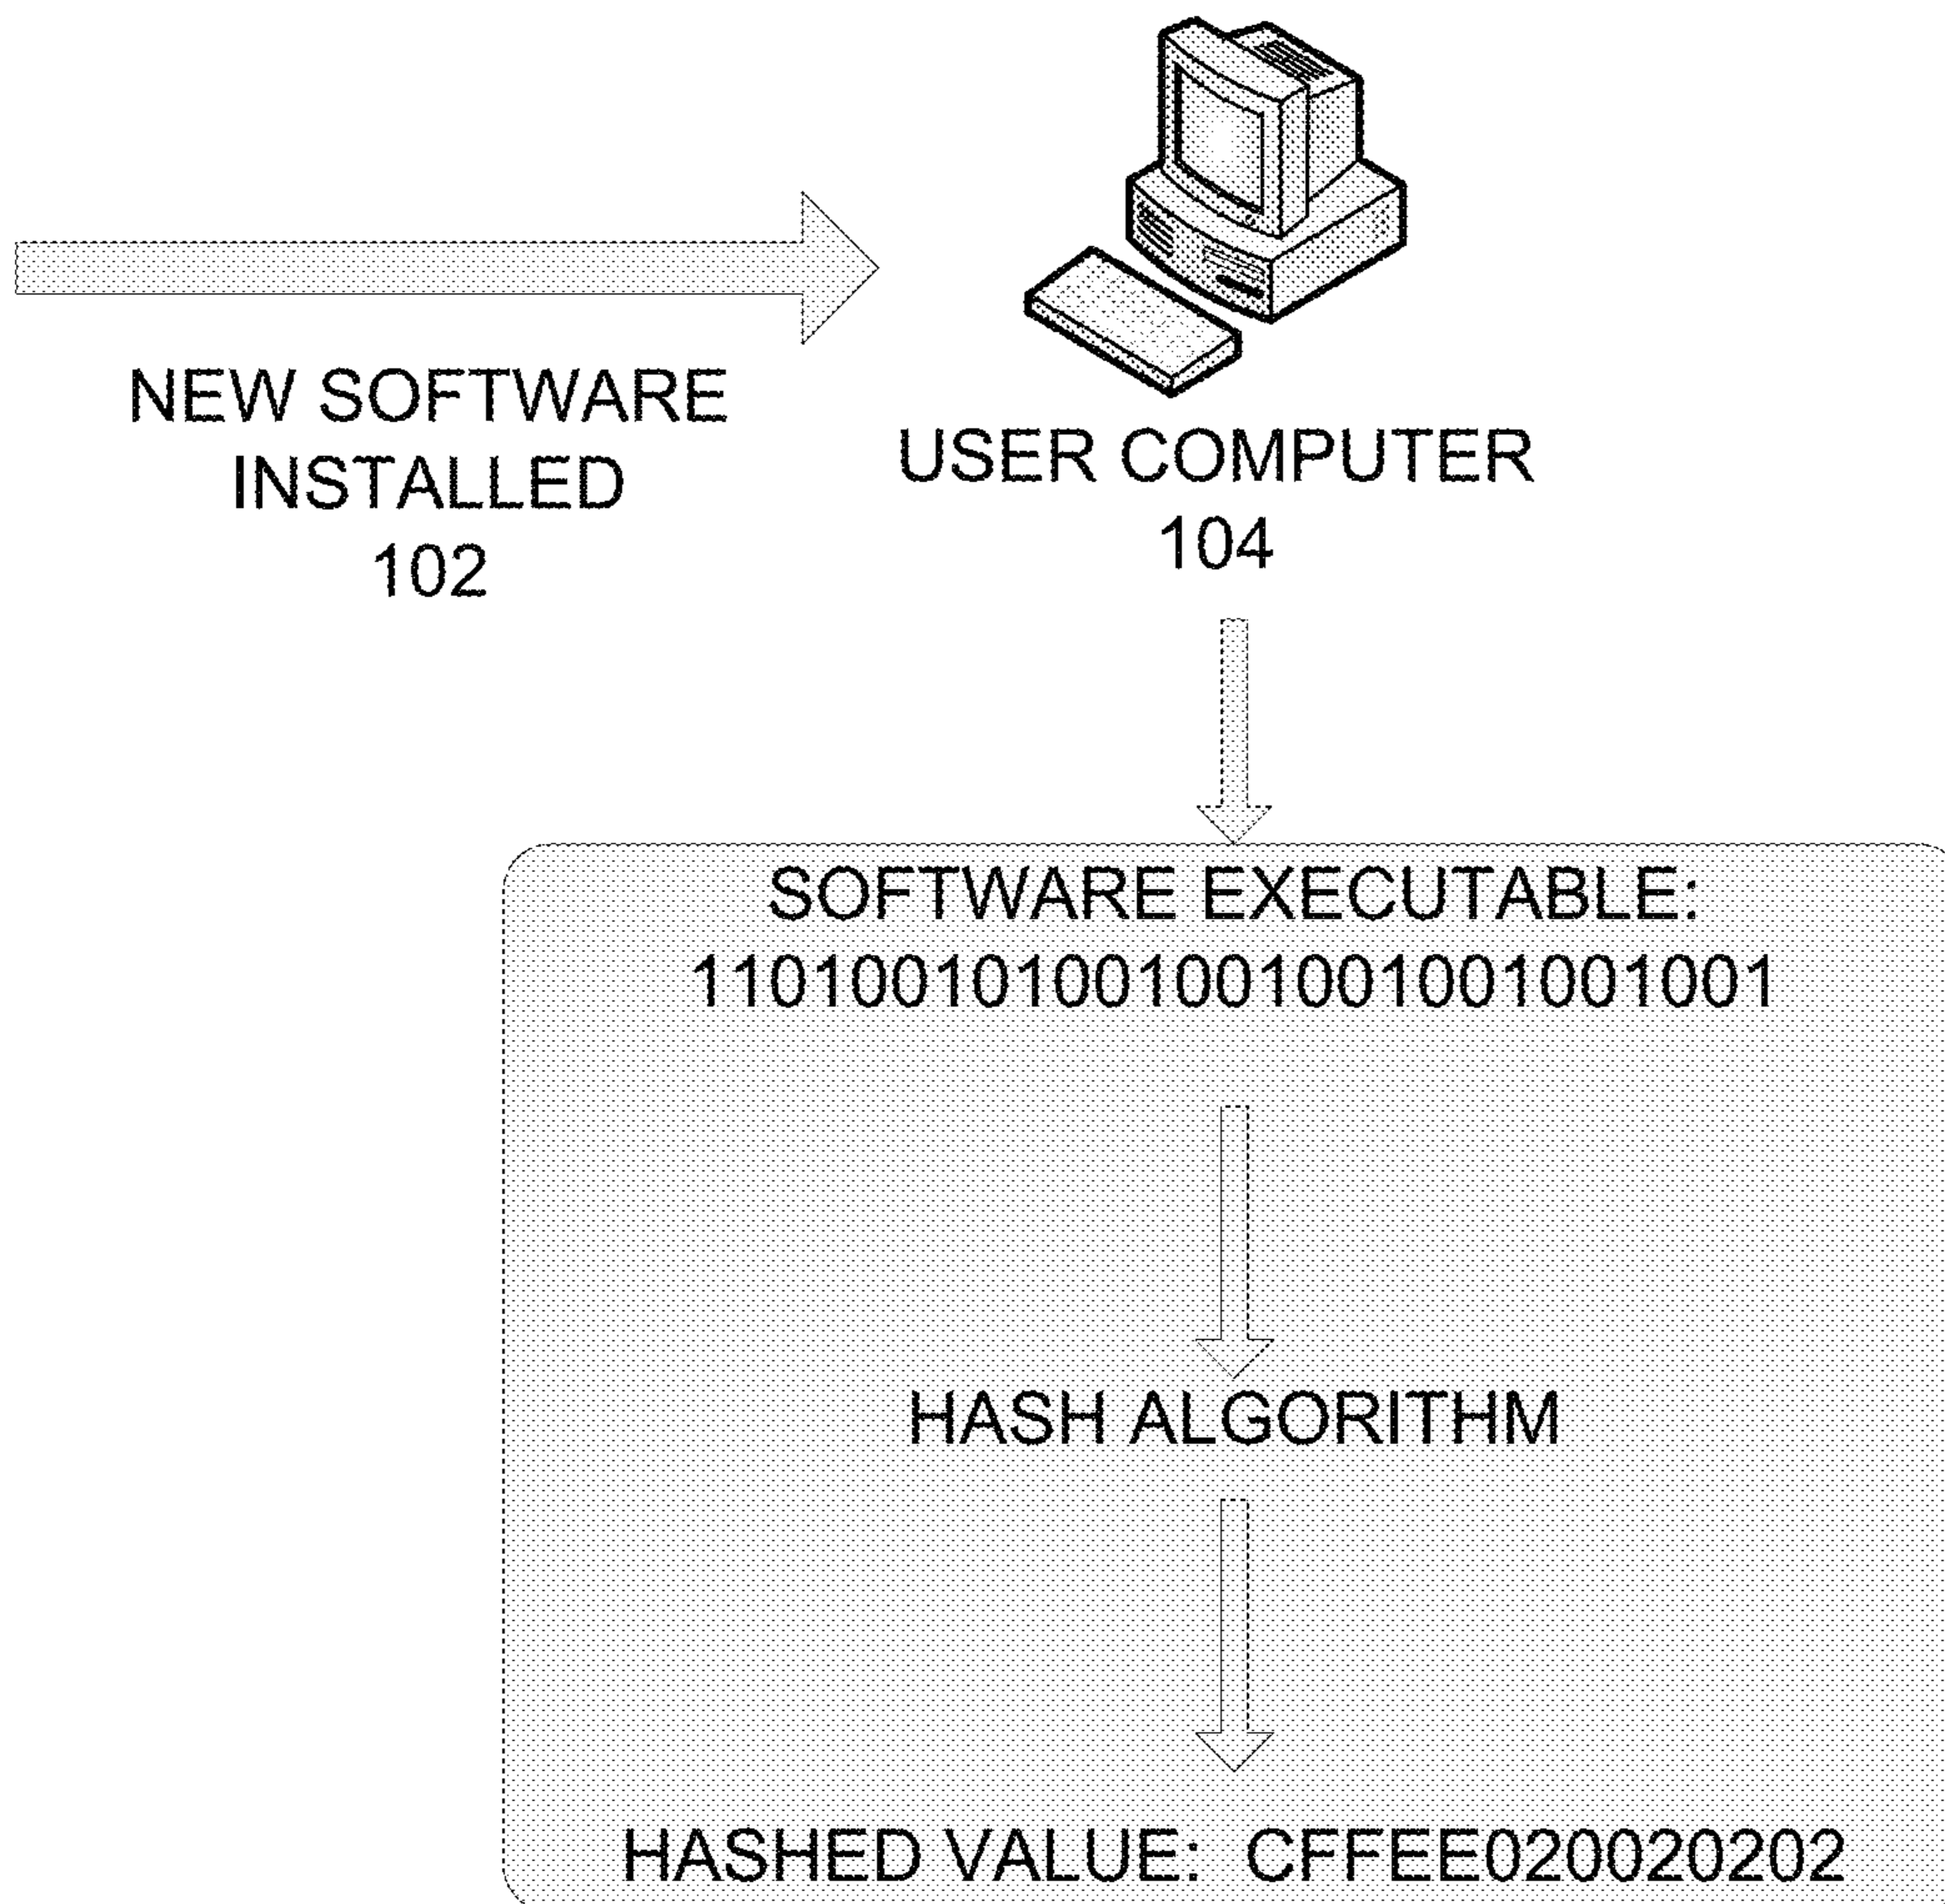 NEW SOFTWARE
INSTALLED
102
USER COMPUTER
104
SOFTWARE EXECUTABLE:
110100101001001001001001001
HASH ALGORITHM
HASHED VALUE: CFFEE020020202